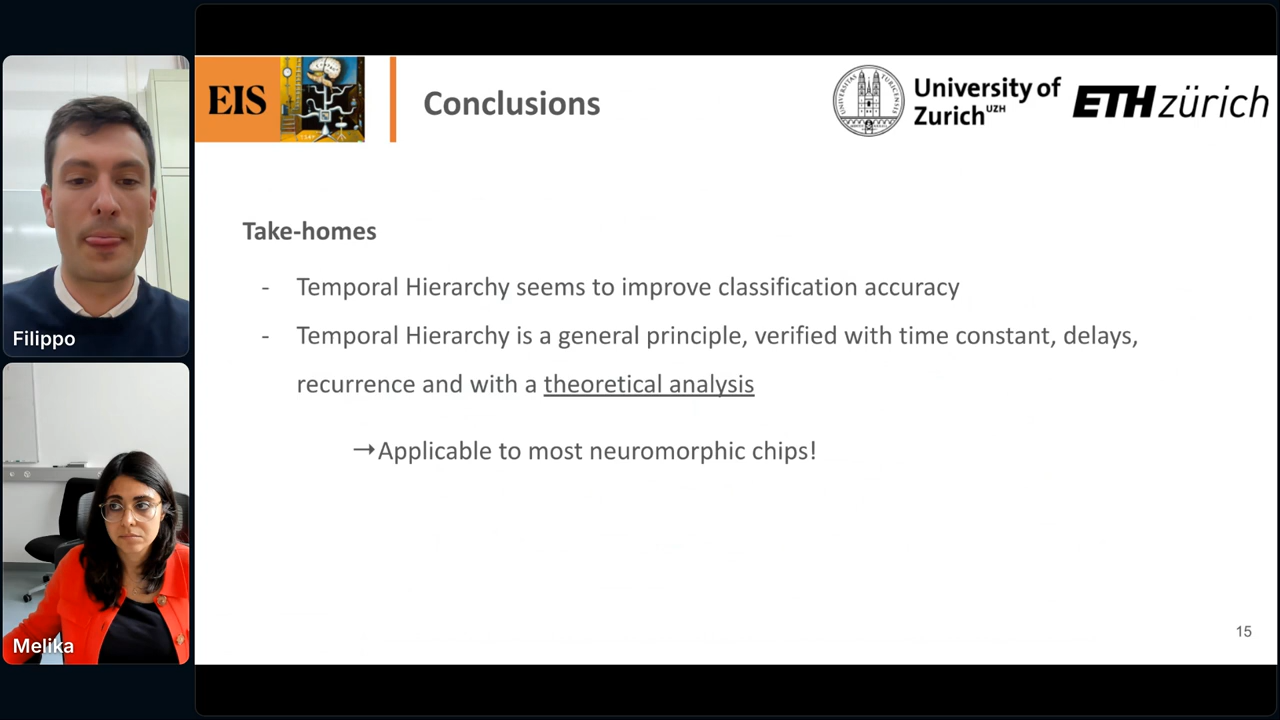 EIS
Conclusions
University of
Zurich UZH
ETH zürich
Take-homes
- Temporal Hierarchy seems to improve classification accuracy
- Temporal Hierarchy is a general principle, verified with time constant, delays,
recurrence and with a theoretical analysis
→Applicable to most neuromorphic chips!
15
Filippo
Melika